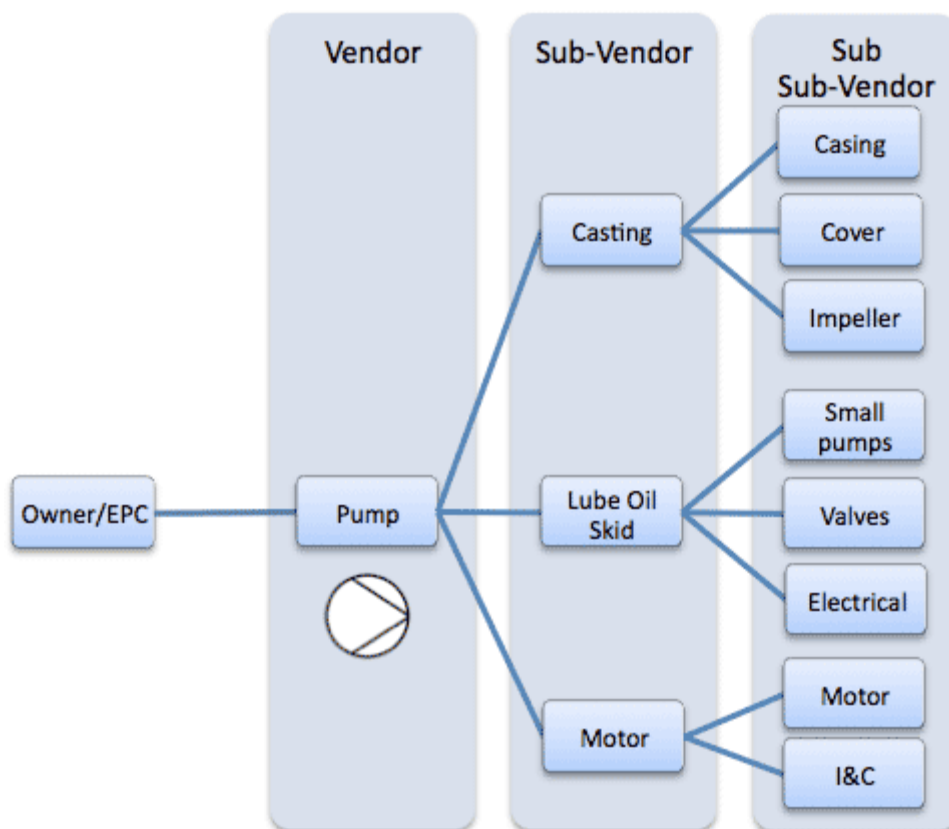 Vendor
Sub-Vendor
Sub
Sub-Vendor
Casing
Casting
Cover
Impeller
Small
pumps
Owner/EPC
Pump
Lube Oil
Skid
Valves
Electrical
Motor
Motor
I&C